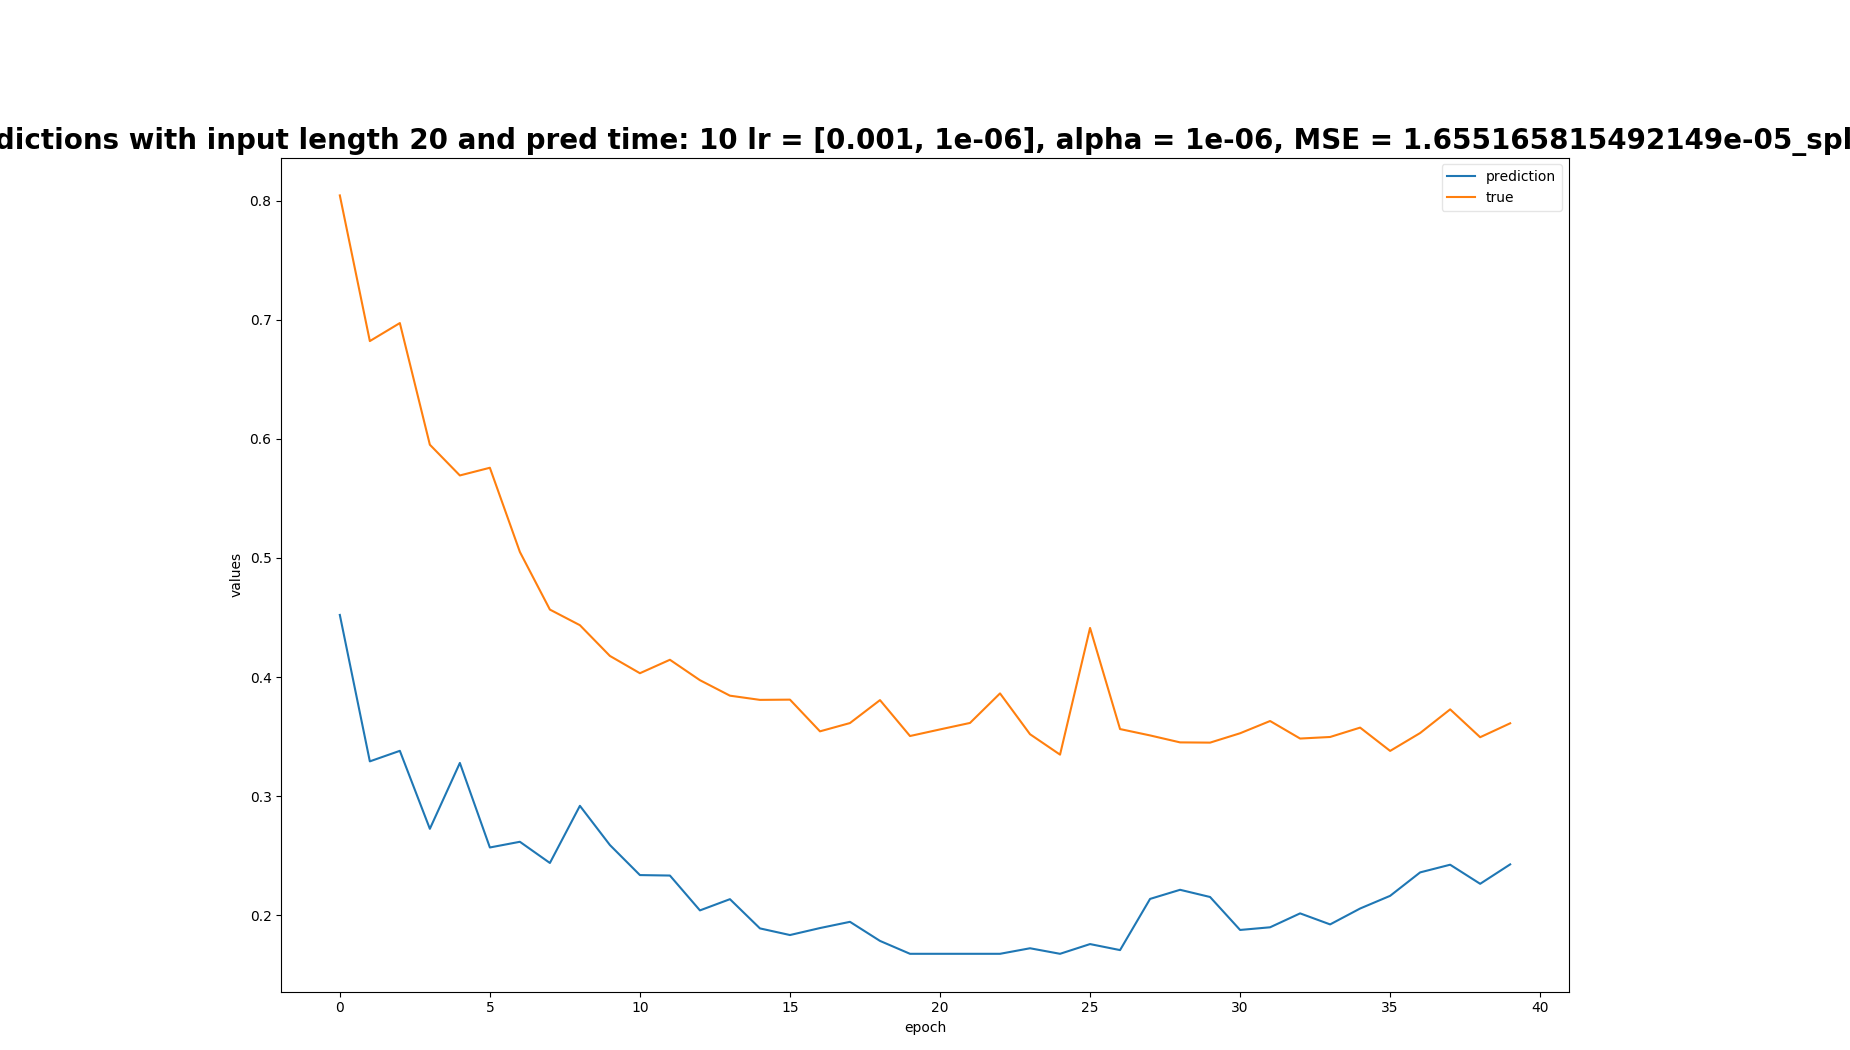 dictions with input length 20 and pred time: 10 lr = [0.001, 1e-06], alpha = 1e-06, MSE = 1.655165815492149e-05_spl
prediction
true
0.8
0.7
0.6
0.5
0.4
0.3
0.2
values
0 5 10 15 20 25 30 35 40
epoch